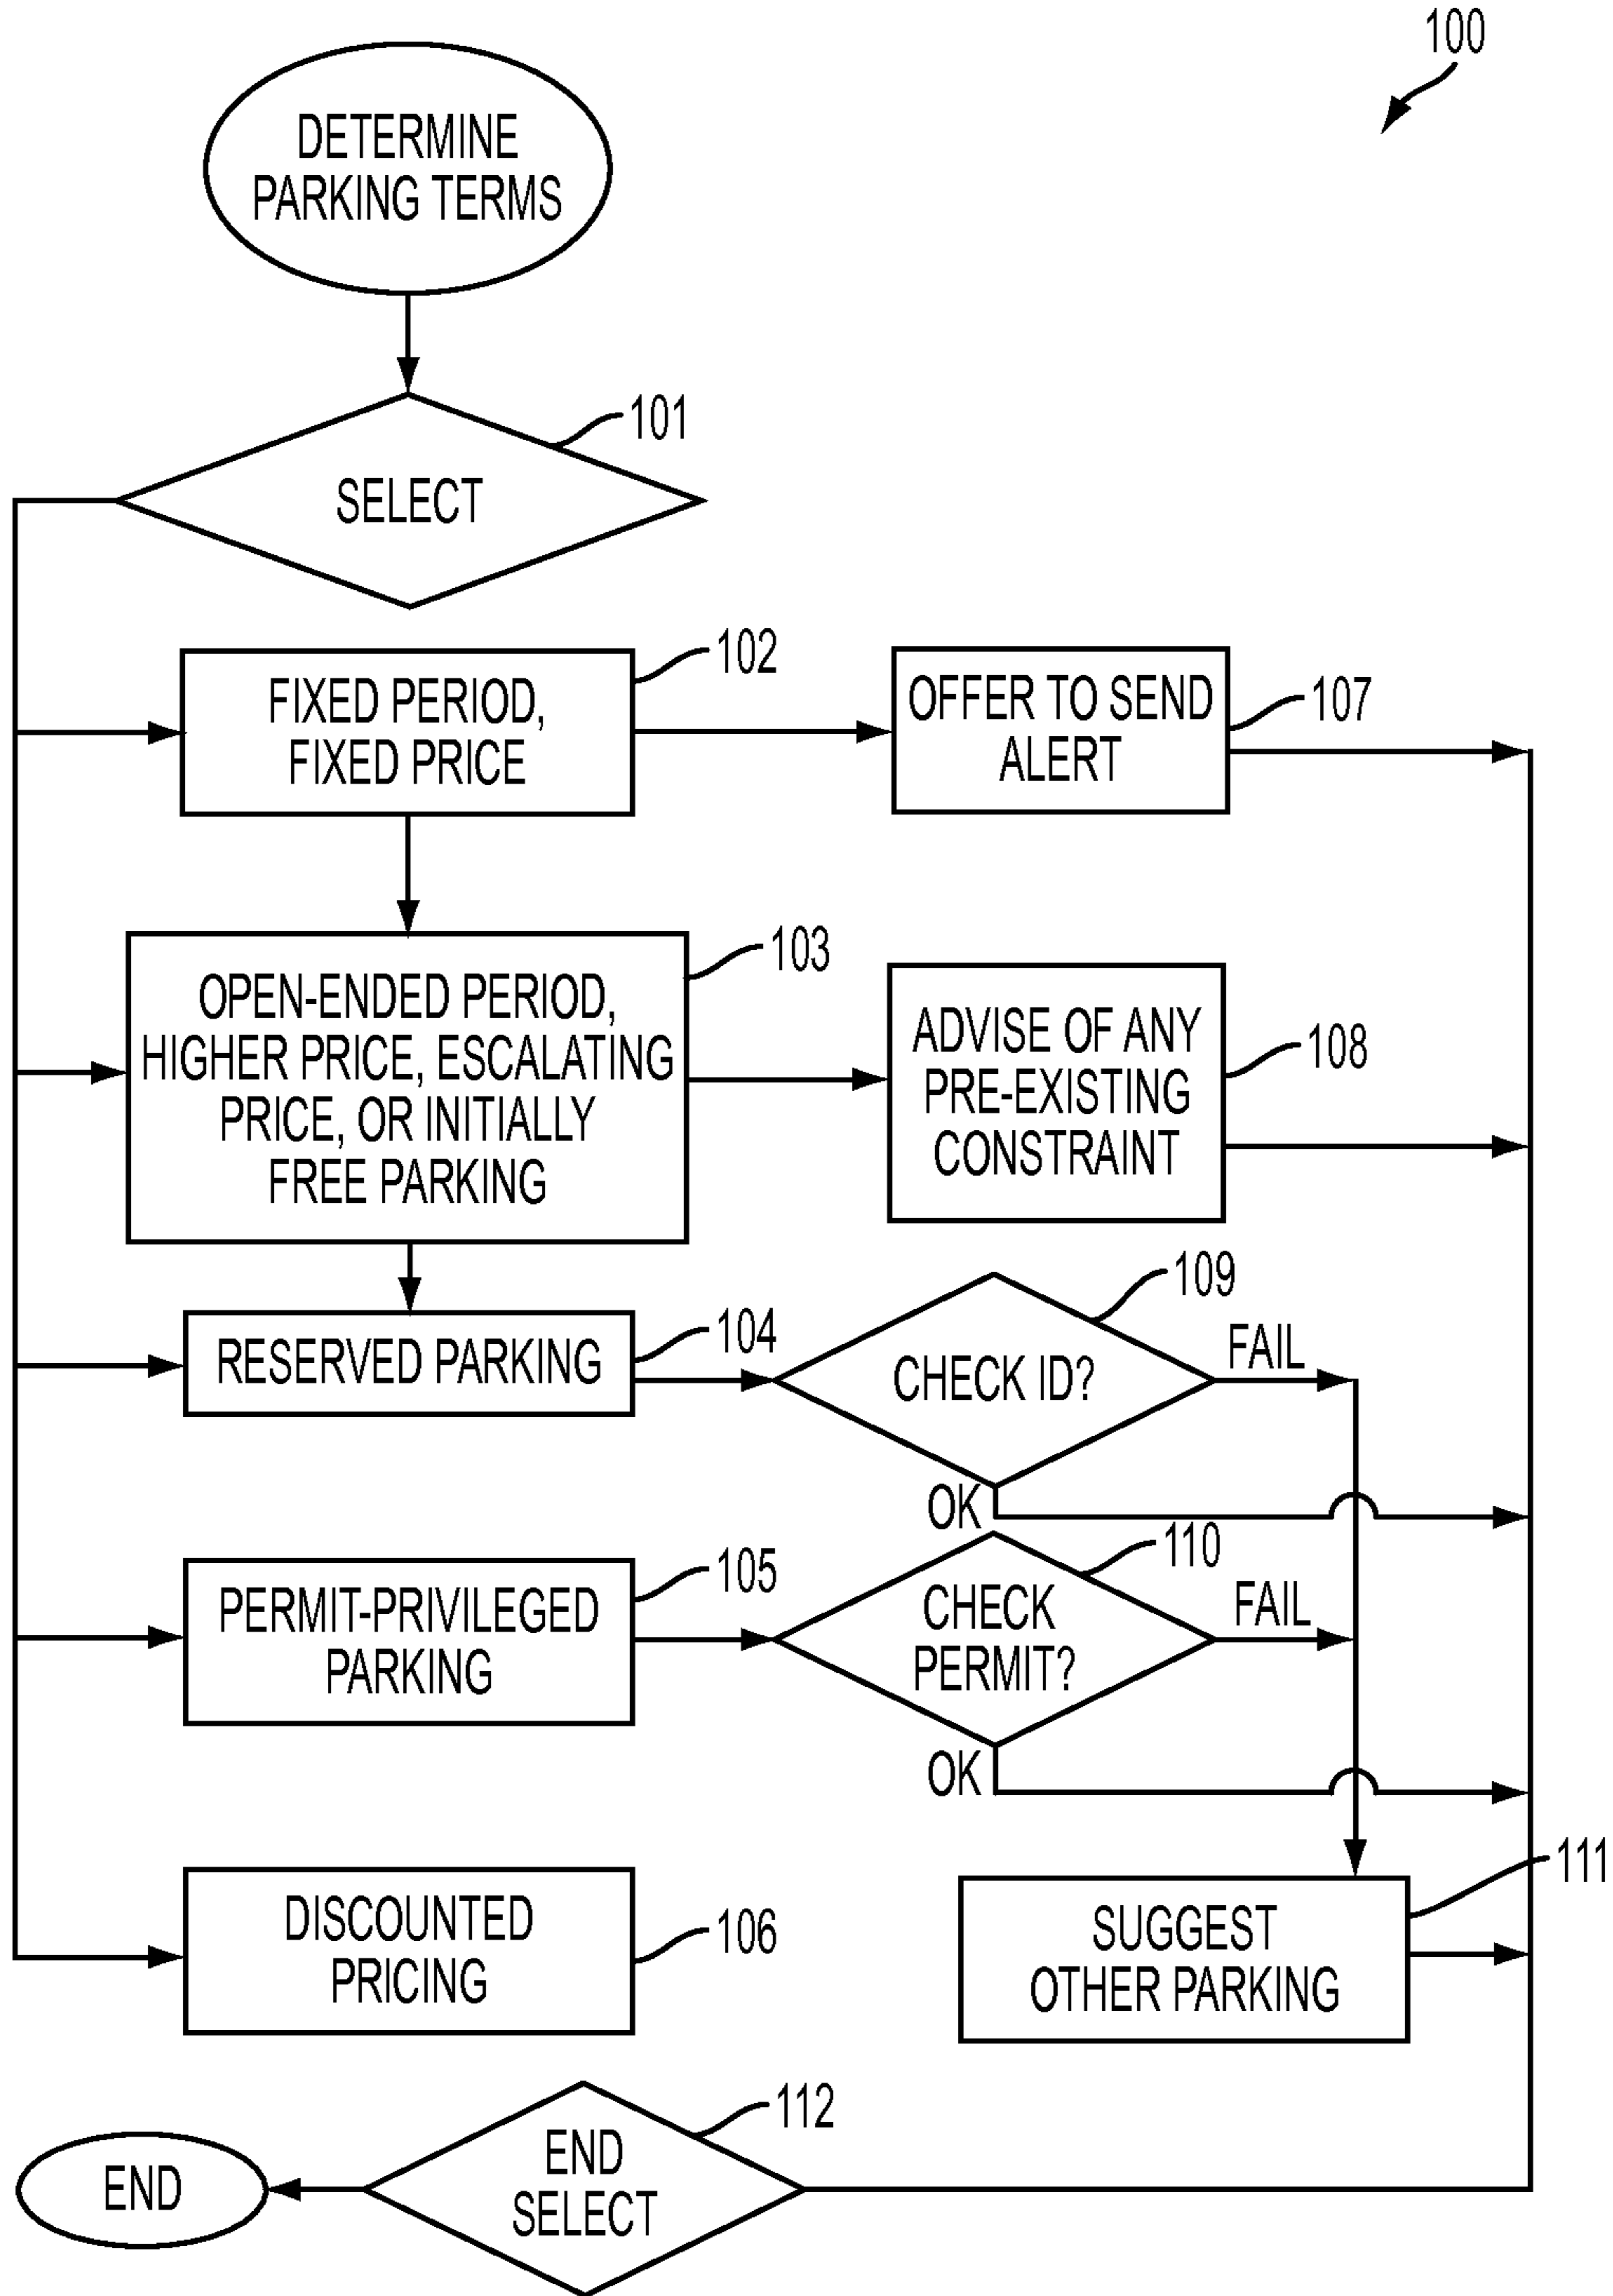 100
DETERMINE
PARKING TERMS
101
SELECT
102
FIXED PERIOD,
FIXED PRICE
OFFER TO SEND
ALERT
107
103
OPEN-ENDED PERIOD,
HIGHER PRICE, ESCALATING
PRICE, OR INITIALLY
FREE PARKING
ADVISE OF ANY
PRE-EXISTING
CONSTRAINT
108
RESERVED PARKING
104
109
CHECK ID?
FAIL
OK
PERMIT-PRIVILEGED
PARKING
105
110
CHECK
PERMIT?
FAIL
OK
DISCOUNTED
PRICING
106
111
SUGGEST
OTHER PARKING
112
END
SELECT
END